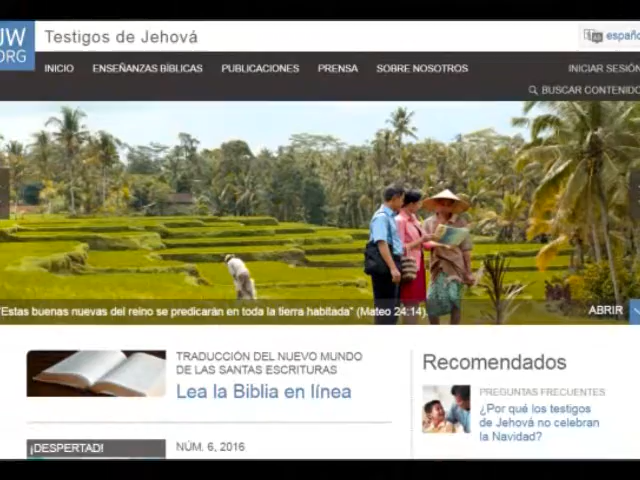 JW
ORG
Testigos de Jehová
INICIO ENSEÑANZAS BÍBLICAS PUBLICACIONES PRENSA SOBRE NOSOTROS
INICIAR SESIÓN
BUSCAR CONTENIDO
"Estas buenas nuevas del reino se predicarán en toda la tierra habitada" (Mateo 24:14).
ABRIR
TRADUCCIÓN DEL NUEVO MUNDO
DE LAS SANTAS ESCRITURAS
Lea la Biblia en línea
¡DESPERTAD!
NÚM. 6, 2016
Recomendados
PREGUNTAS FRECUENTES
¿Por qué los testigos
de Jehová no celebran
la Navidad?